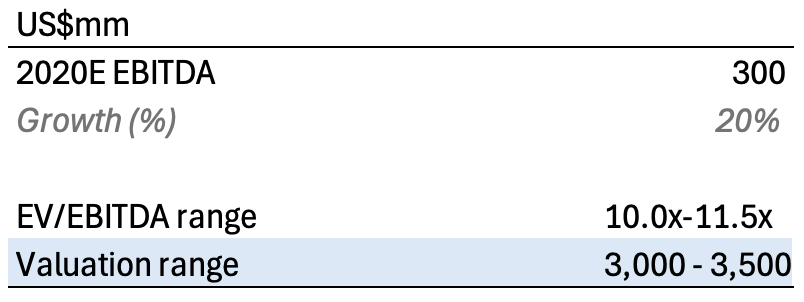 US$mm
2020E EBITDA 300
Growth (%) 20%
EV/EBITDA range 10.0x-11.5x
Valuation range 3,000 - 3,500